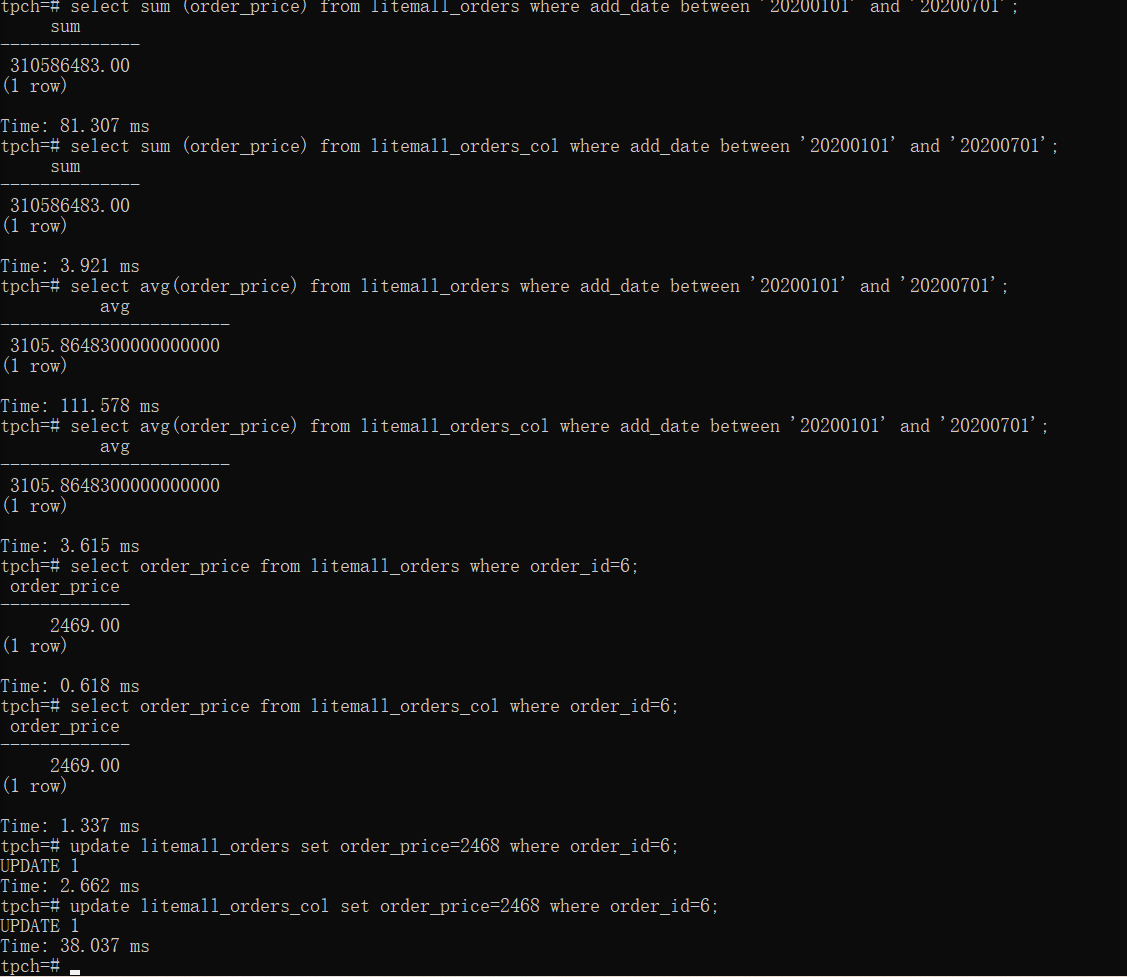 tpch=# select sum (order_price) from litemall_orders where add_date between '20200101' and '20200701';
sum
--------------
310586483.00
(1 row)
Time: 81.307 ms
tpch=# select sum (order_price) from litemall_orders_col where add_date between '20200101' and '20200701';
sum
--------------
310586483.00
(1 row)
Time: 3.921 ms
tpch=# select avg(order_price) from litemall_orders where add_date between '20200101' and '20200701';
avg
-----------------------
3105.8648300000000000
(1 row)
Time: 111.578 ms
tpch=# select avg(order_price) from litemall_orders_col where add_date between '20200101' and '20200701';
avg
-----------------------
3105.8648300000000000
(1 row)
Time: 3.615 ms
tpch=# select order_price from litemall_orders where order_id=6;
order_price
-------------
2469.00
(1 row)
Time: 0.618 ms
tpch=# select order_price from litemall_orders_col where order_id=6;
order_price
-------------
2469.00
(1 row)
Time: 1.337 ms
tpch=# update litemall_orders set order_price=2468 where order_id=6;
UPDATE 1
Time: 2.662 ms
tpch=# update litemall_orders_col set order_price=2468 where order_id=6;
UPDATE 1
Time: 38.037 ms
tpch=#